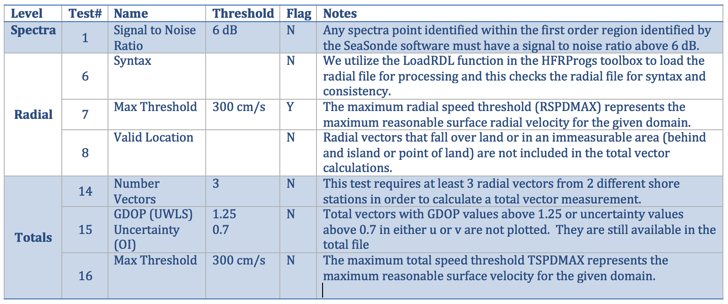 Level Test# Name Threshold Flag Notes
Spectra 1 Signal to Noise Ratio 6 dB N Any spectra point identified within the first order region identified by
the SeaSonde software must have a signal to noise ratio above 6 dB.
Radial 6 Syntax N We utilize the LoadRDL function in the HFRProgs toolbox to load the
radial file for processing and this checks the radial file for syntax and
consistency.
7 Max Threshold 300 cm/s Y The maximum radial speed threshold (RSPDMAX) represents the
maximum reasonable surface radial velocity for the given domain.
8 Valid Location N Radial vectors that fall over land or in an immeasurable area (behind
and island or point of land) are not included in the total vector
calculations.
Totals 14 Number Vectors 3 N This test requires at least 3 radial vectors from 2 different shore
stations in order to calculate a total vector measurement.
15 GDOP (UWLS) 1.25 N Total vectors with GDOP values above 1.25 or uncertainty values
Uncertainty (OI) 0.7 above 0.7 in either u or v are not plotted. They are still available in the
total file
16 Max Threshold 300 cm/s N The maximum total speed threshold TSPDMAX represents the
maximum reasonable surface velocity for the given domain.